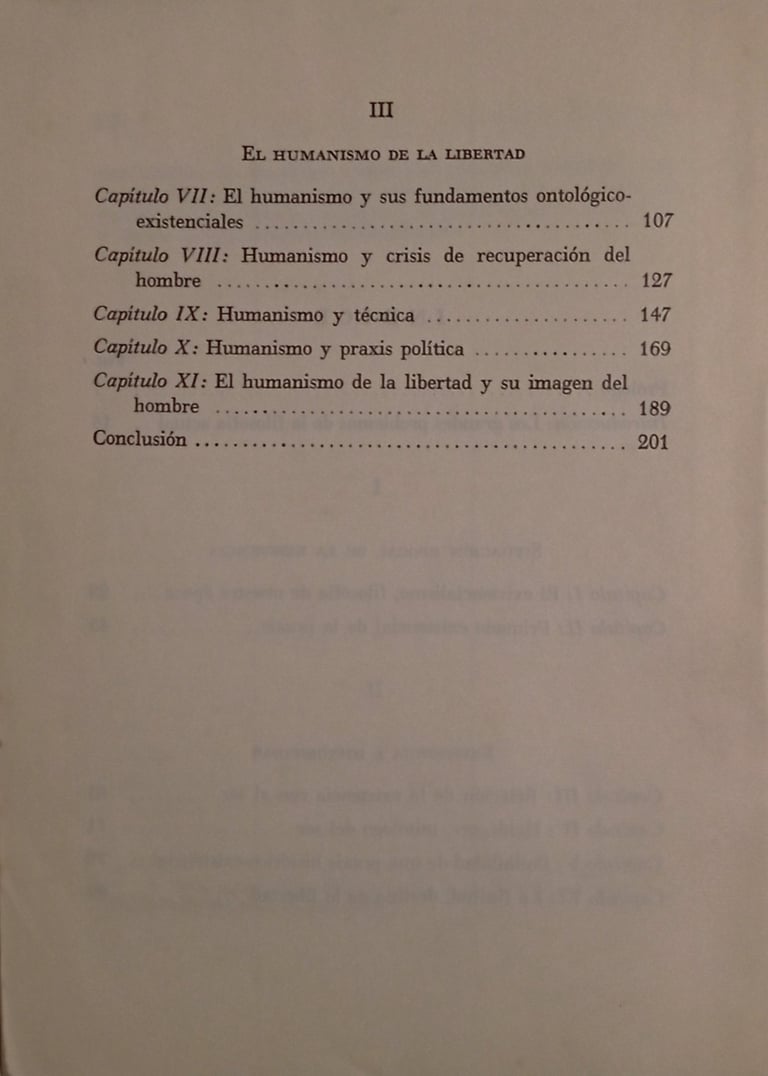 III
EL HUMANISMO DE LA LIBERTAD
Capítulo VII: El humanismo y sus fundamentos ontológico-
existenciales ........................................ 107
Capítulo VIII: Humanismo y crisis de recuperación del
hombre ............................................ 127
Capítulo IX: Humanismo y técnica ..................... 147
Capítulo X: Humanismo y praxis política ................ 169
Capítulo XI: El humanismo de la libertad y su imagen del
hombre ............................................ 189
Conclusión .............................................. 201